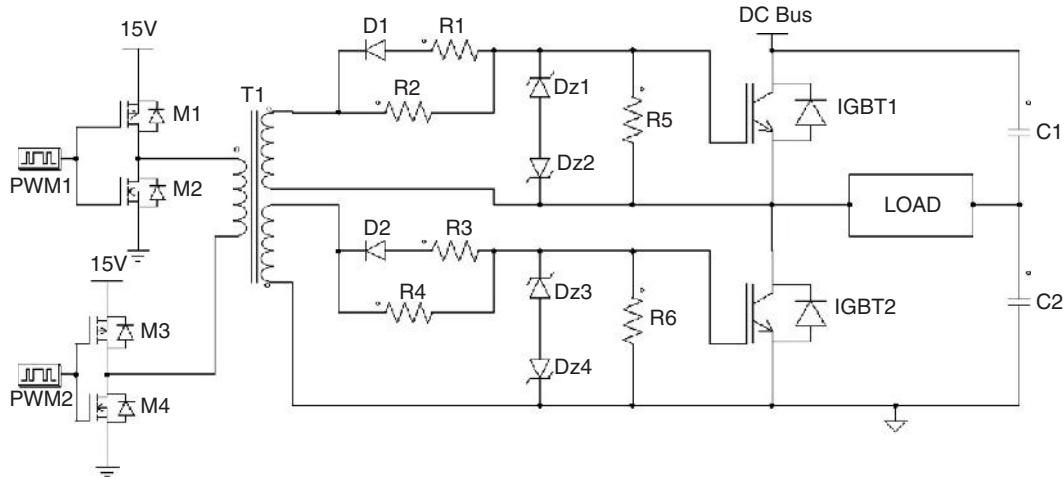 15V
M1
M2
PWM1
15V
M3
M4
PWM2
T1
D1
R1
R2
Dz1
Dz2
R5
DC Bus
IGBT1
C1
LOAD
D2
R3
R4
Dz3
Dz4
R6
IGBT2
C2